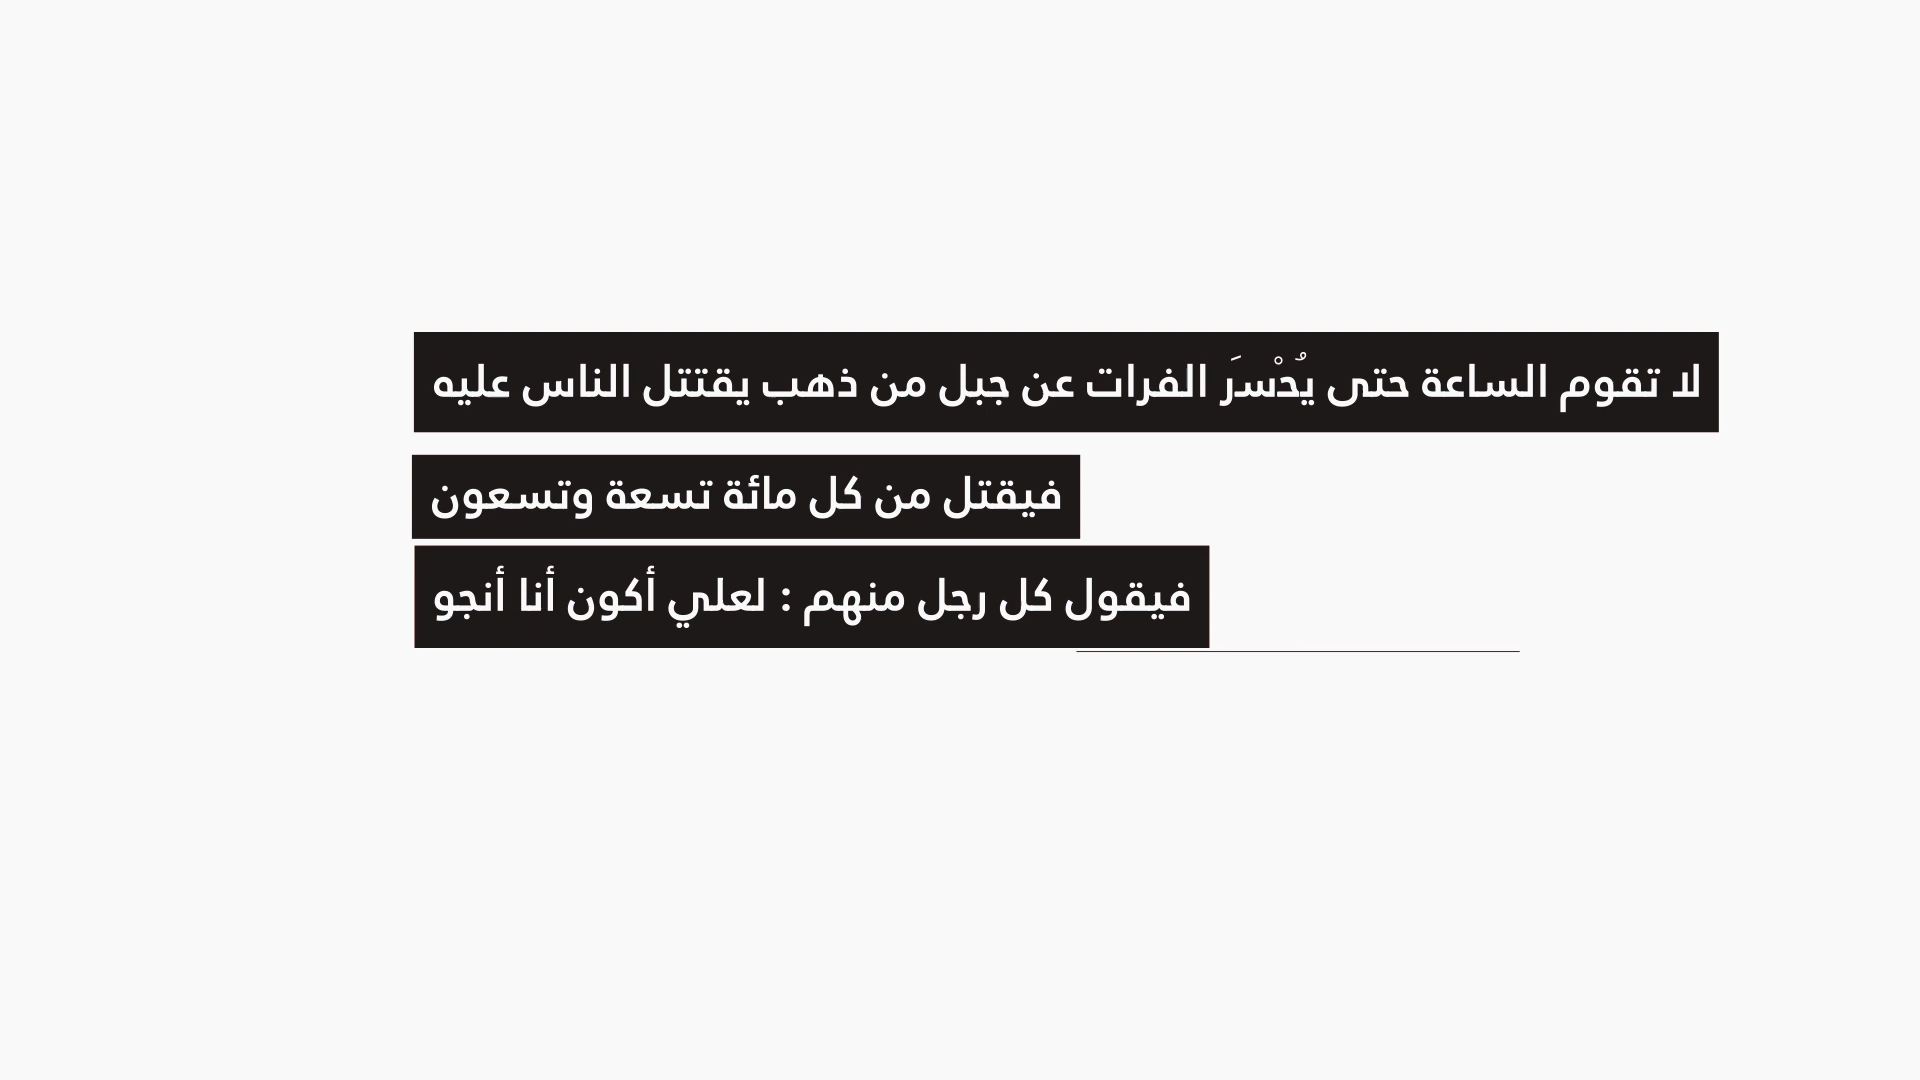 لا تقوم الساعة حتى يُحْسرَ الفرات عن جبل من ذهب يقتتل الناس عليه
فيقتل من كل مائة تسعة وتسعون
فيقول كل رجل منهم : لعلي أكون أنا أنجو